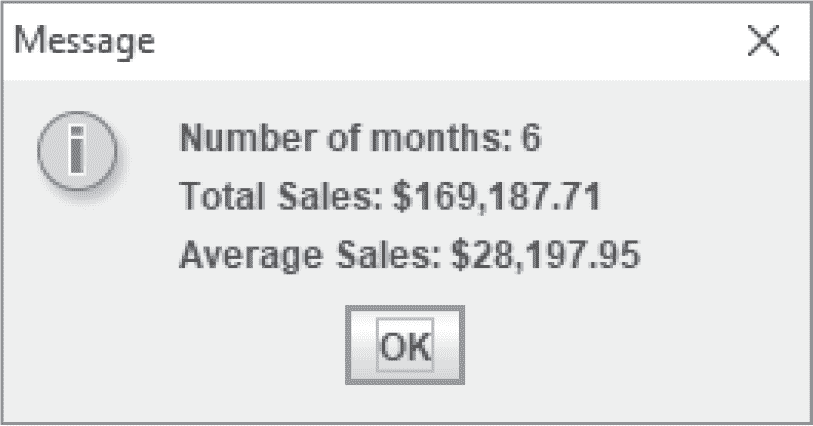 Message
Number of months: 6
Total Sales: $169,187.71
Average Sales: $28,197.95
OK